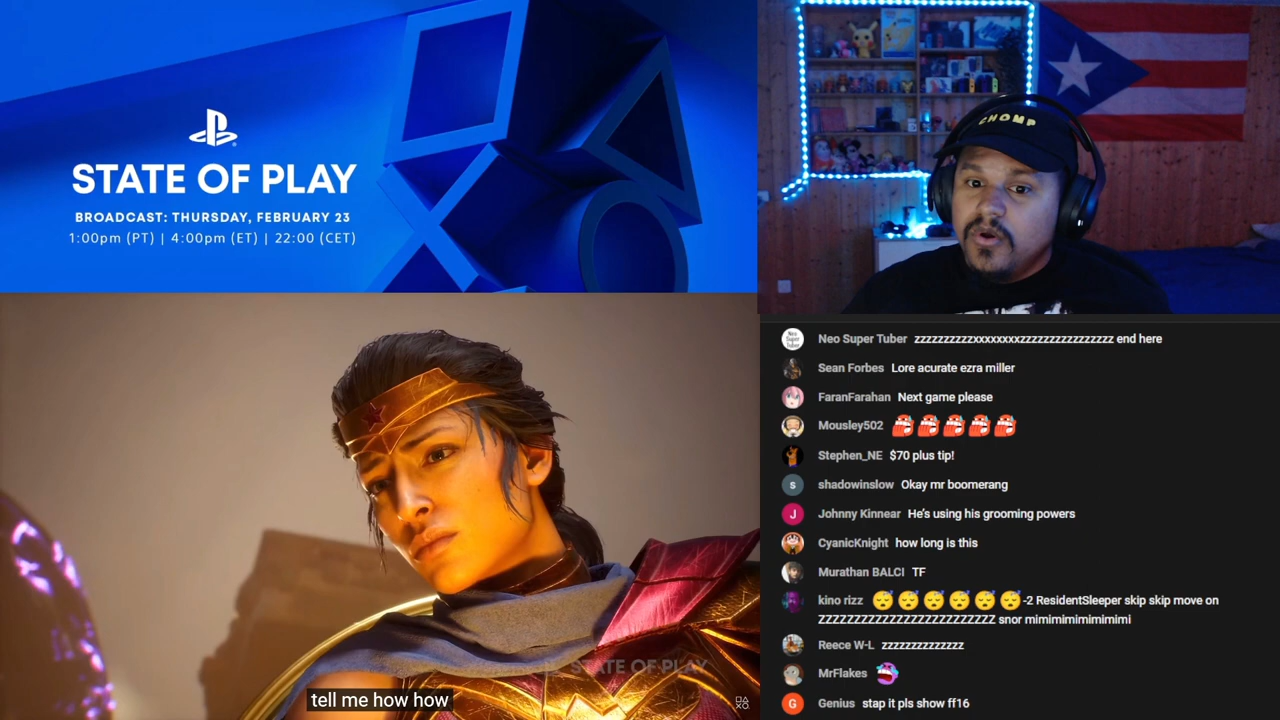 STATE OF PLAY
BROADCAST: THURSDAY, FEBRUARY 23
1:00pm (PT) | 4:00pm (ET) | 22:00 (CET)
CHOMP
Neo Super Tuber zzzzzzzzzzxxxxxxxxzzzzzzzzzzzzzzzzz end here
Sean Forbes Lore acurate ezra miller
FaranFarahan Next game please
Mousley502
Stephen_NE $70 plus tip!
s shadowinslow Okay mr boomerang
J Johnny Kinnear He's using his grooming powers
CyanicKnight how long is this
Murathan BALCI TF
kino rizz 😴😴😴😴😴😴-2 ResidentSleeper skip skip move on
ZZZZZZZZZZZZZZZZZZZZZZZZZ snor mimimimimimimimi
Reece W-L zzzzzzzzzzzzzz
MrFlakes
G Genius stap it pls show ff16
STATE OF PLAY
tell me how how